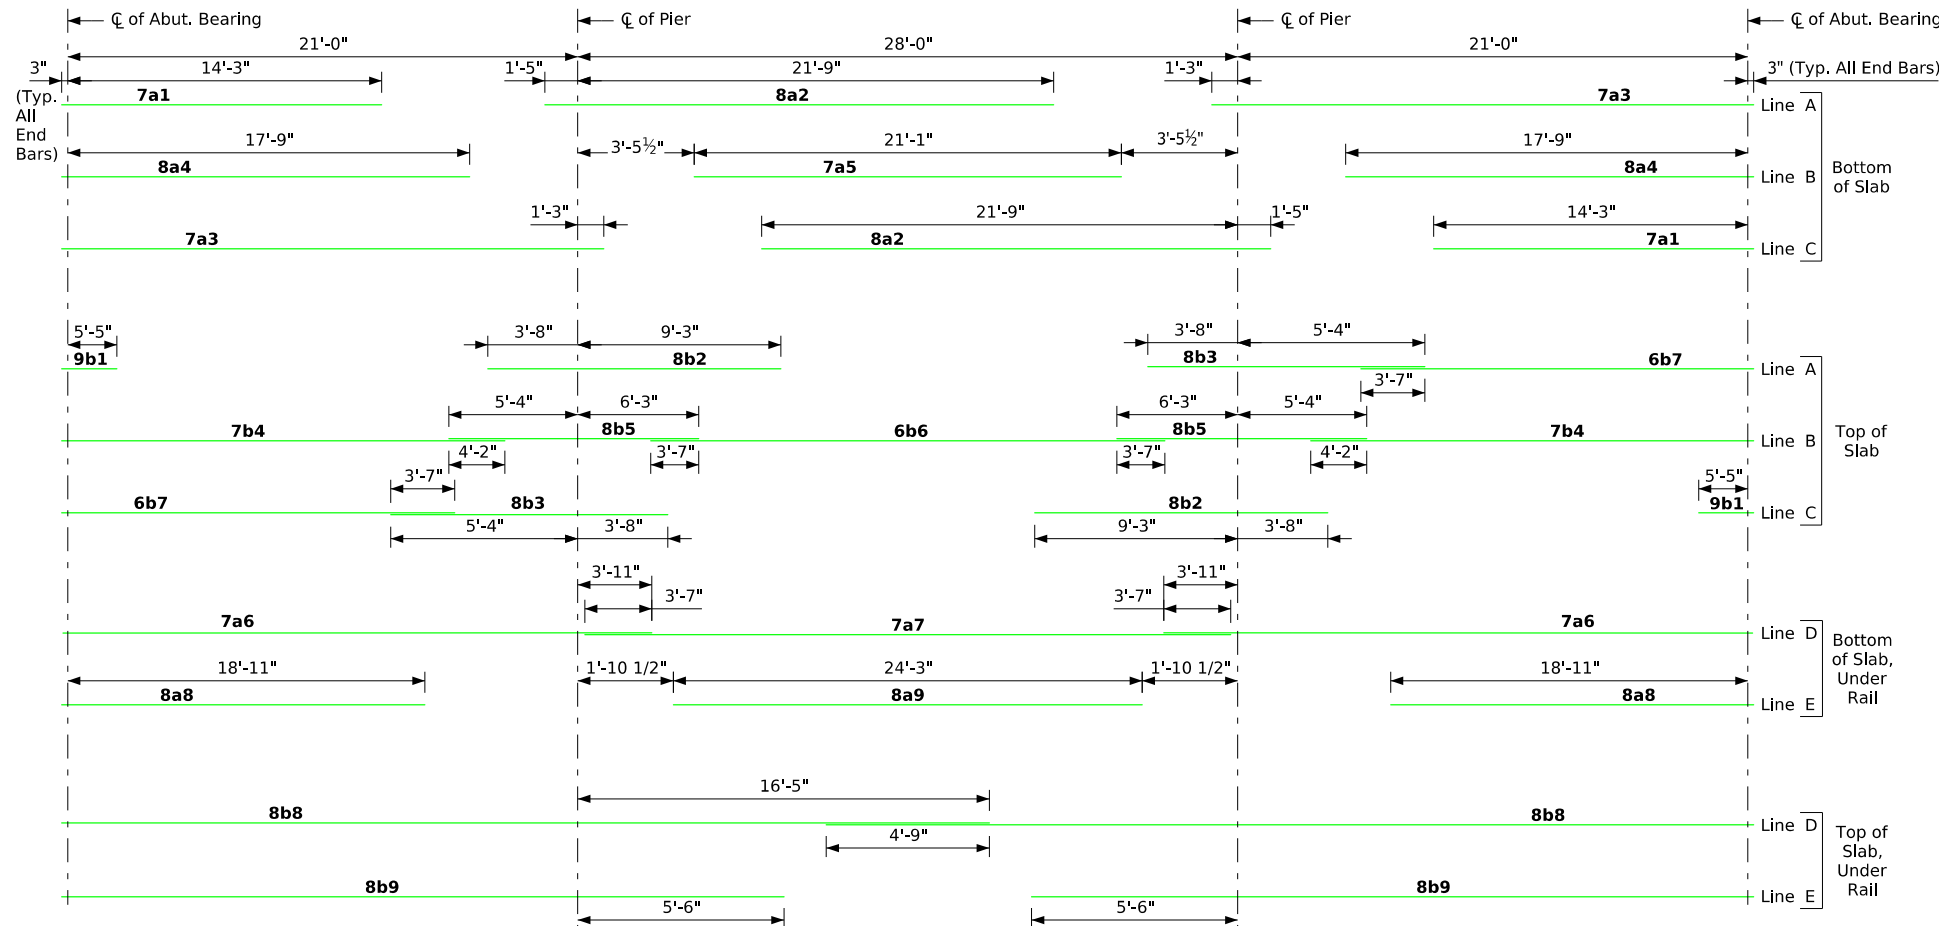 ℄ of Abut. Bearing ℄ of Pier ℄ of Pier ℄ of Abut. Bearing
21'-0" 28'-0" 21'-0"
3" 14'-3" 1'-5" 21'-9" 1'-3" 3" (Typ. All End Bars)
(Typ.
All
End
Bars)
7a1 8a2 7a3 Line A
17'-9" 3'-5½" 21'-1" 3'-5½" 17'-9"
8a4 7a5 8a4 Line B
Bottom
of Slab
1'-3" 21'-9" 1'-5" 14'-3"
7a3 8a2 7a1 Line C
5'-5" 3'-8" 9'-3" 3'-8" 5'-4"
9b1 8b2 8b3 6b7 Line A
3'-7"
5'-4" 6'-3" 6'-3" 5'-4"
7b4 8b5 6b6 8b5 7b4 Line B
Top of
Slab
4'-2" 3'-7" 3'-7" 4'-2"
3'-7" 5'-5"
6b7 8b3 8b2 9b1 Line C
5'-4" 3'-8" 9'-3" 3'-8"
3'-11" 3'-11"
3'-7" 3'-7"
7a6 7a7 7a6 Line D
Bottom
of Slab,
Under
Rail
18'-11" 1'-10 1/2" 24'-3" 1'-10 1/2" 18'-11"
8a8 8a9 8a8 Line E
16'-5"
8b8 8b8 Line D
4'-9"
Top of
Slab,
Under
Rail
8b9 8b9 Line E
5'-6" 5'-6"